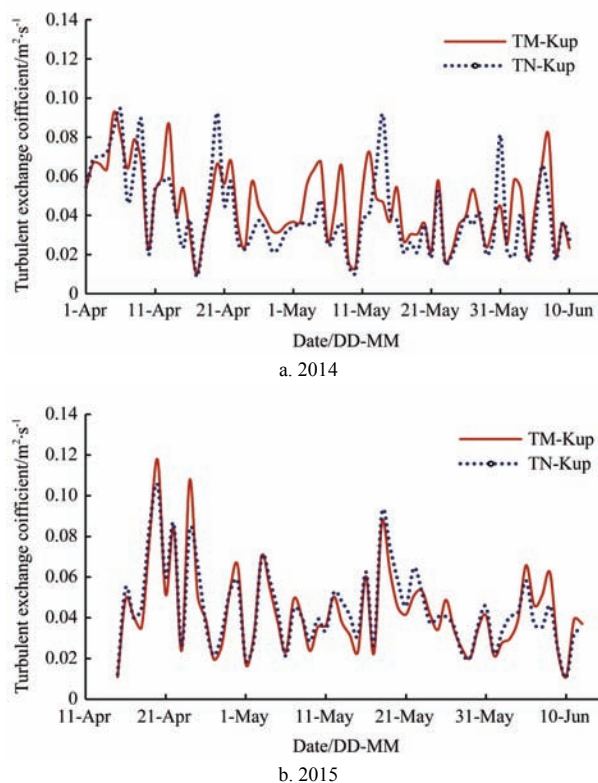 0.14
0.12
0.10
0.08
0.06
0.04
0.02
0
Turbulent exchange coifficient/m²·s⁻¹
TM-Kup
TN-Kup
1-Apr 11-Apr 21-Apr 1-May 11-May 21-May 31-May 10-Jun
Date/DD-MM
a. 2014
0.14
0.12
0.10
0.08
0.06
0.04
0.02
0
Turbulent exchange coifficient/m²·s⁻¹
TM-Kup
TN-Kup
11-Apr 21-Apr 1-May 11-May 21-May 31-May 10-Jun
Date/DD-MM
b. 2015